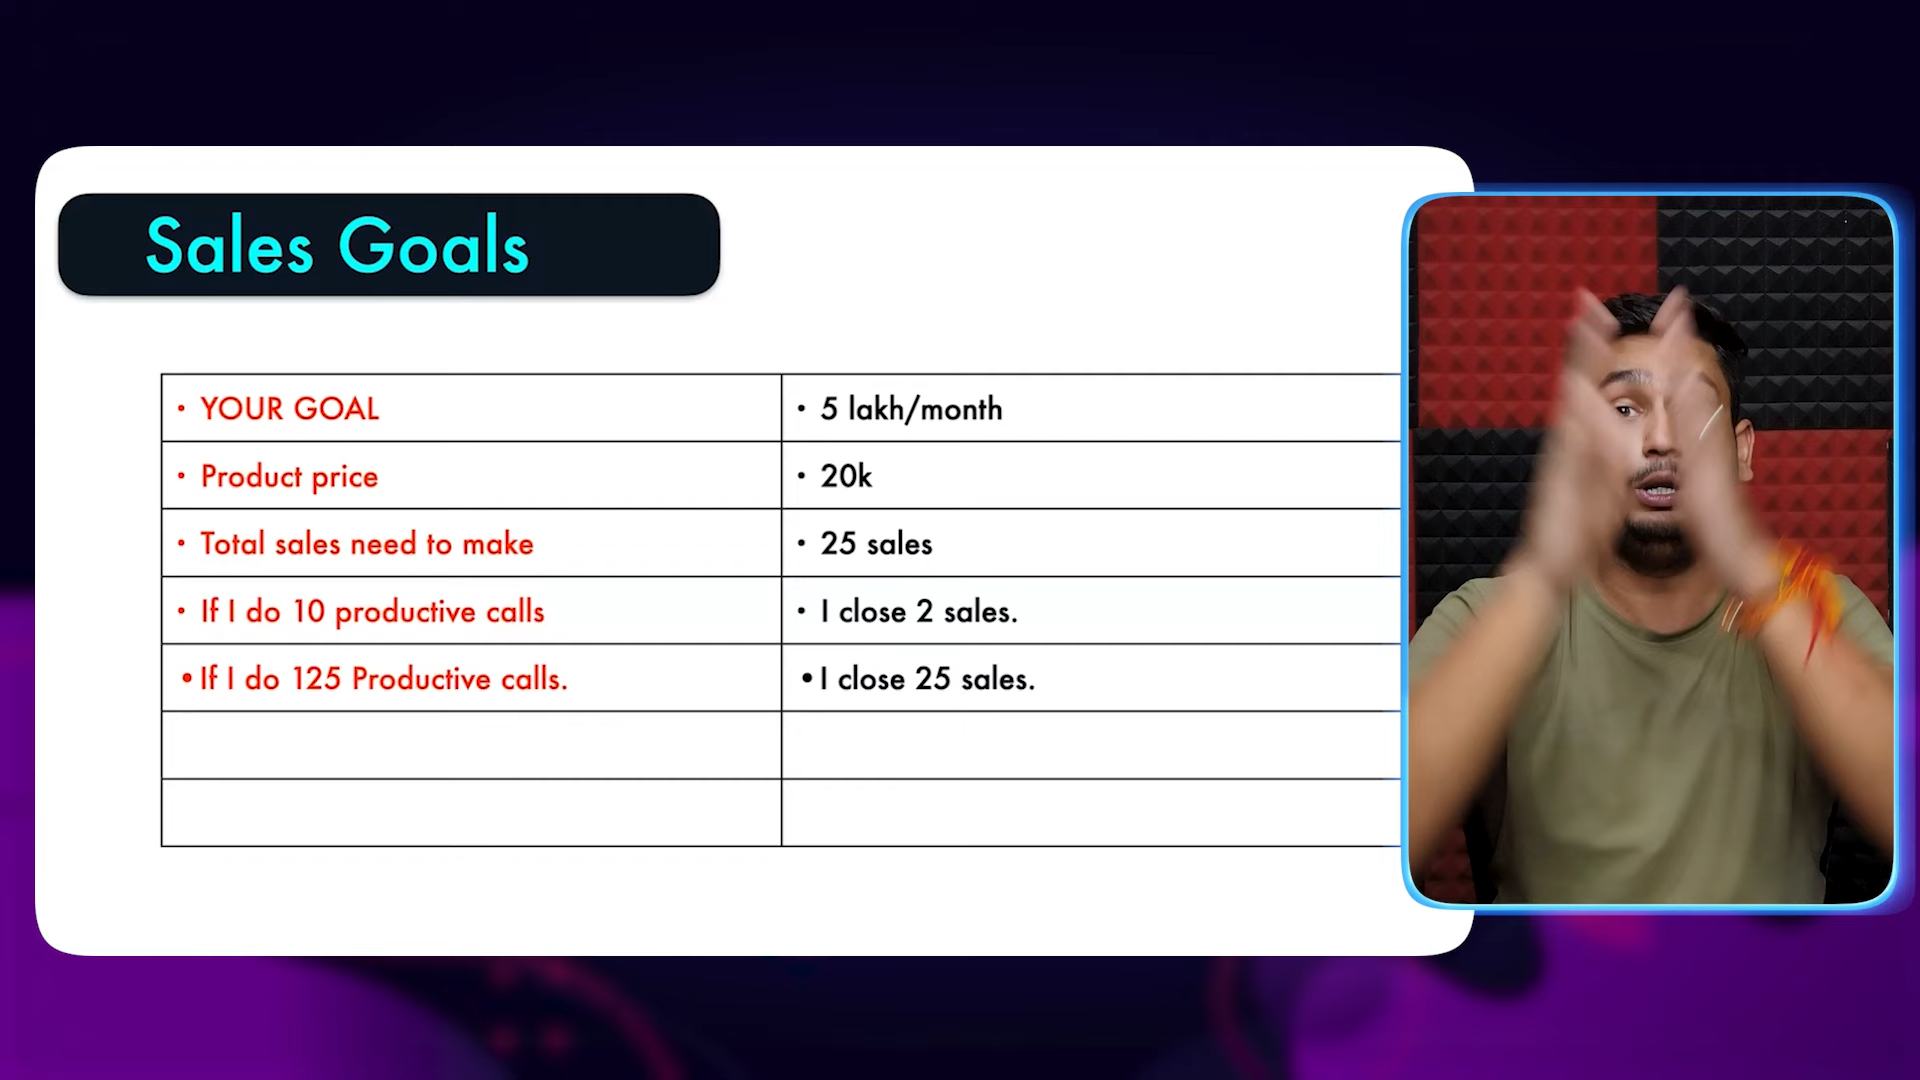 Sales Goals
• YOUR GOAL
• 5 lakh/month
• Product price
• 20k
• Total sales need to make
• 25 sales
• If I do 10 productive calls
• I close 2 sales.
• If I do 125 Productive calls.
• I close 25 sales.